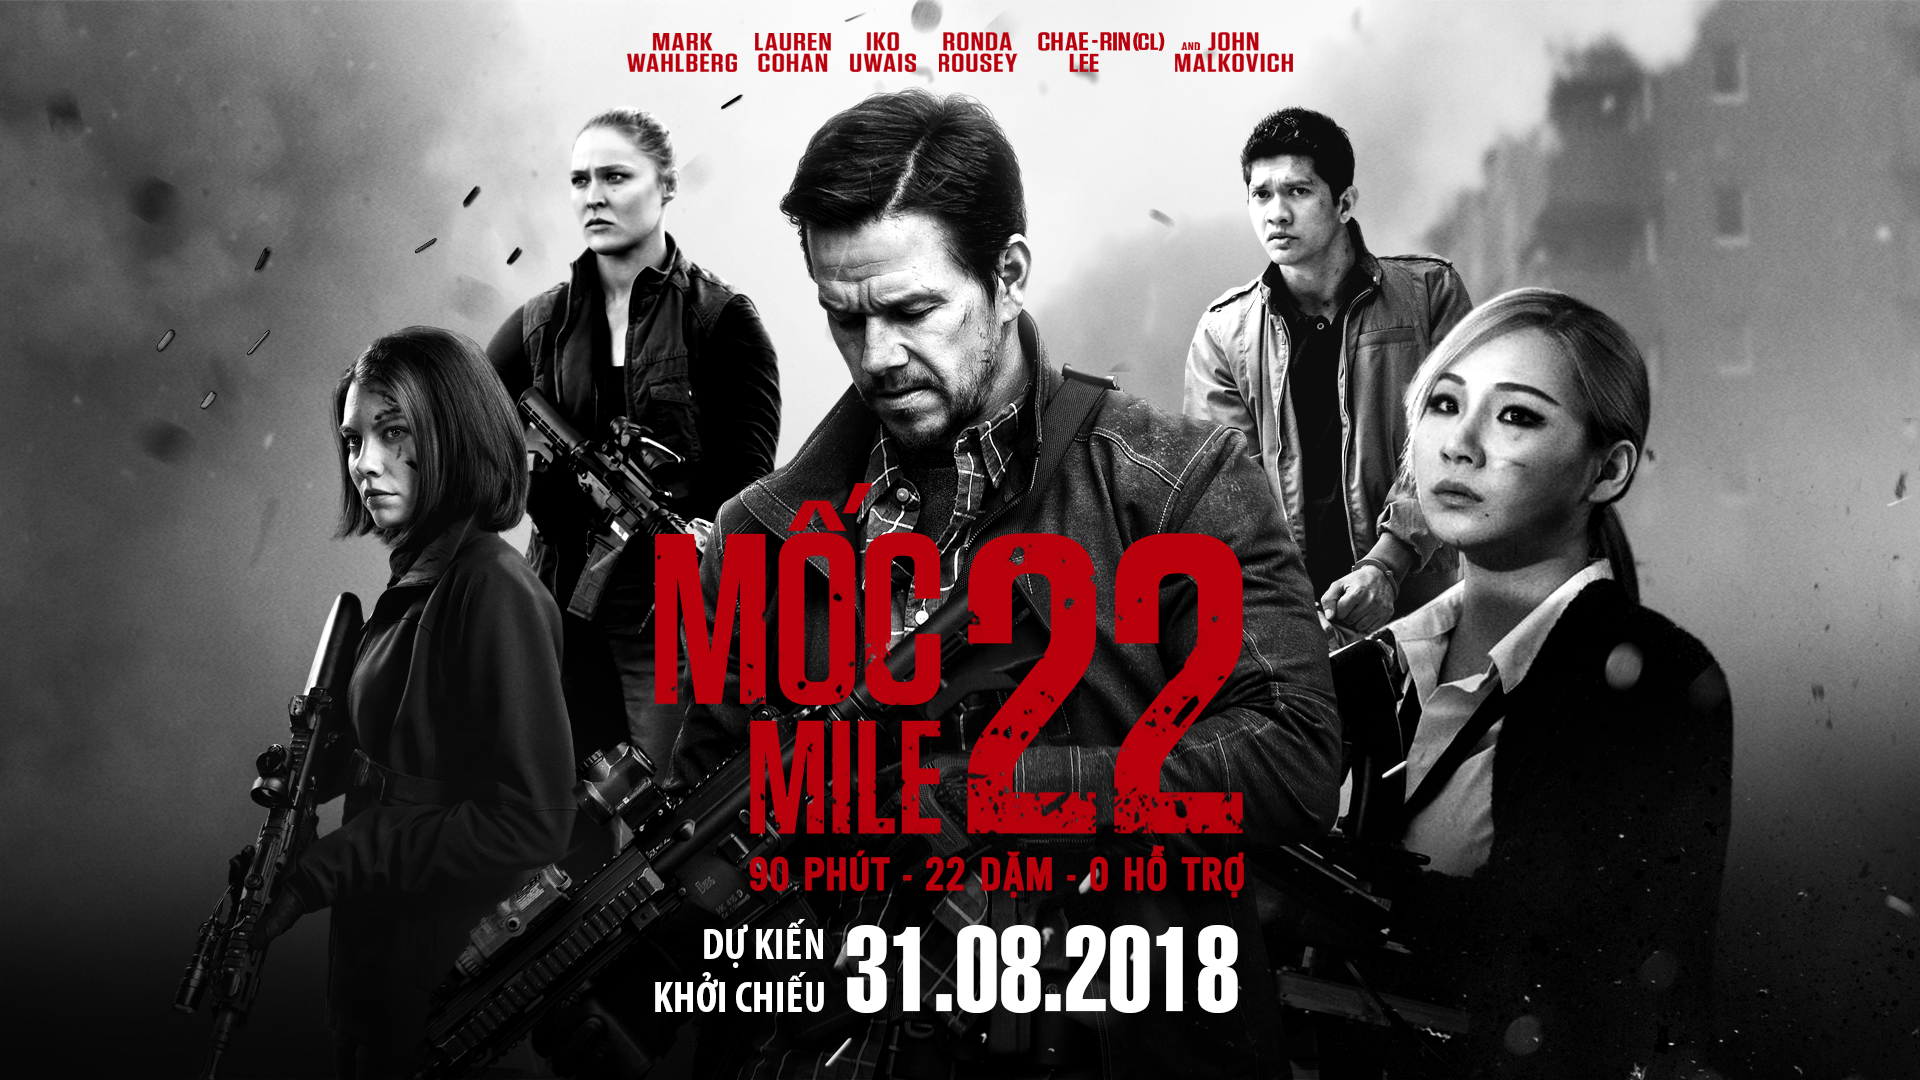 MARK LAUREN IKO RONDA CHAE-RIN(CL) AND JOHN
WAHLBERG COHAN UWAIS ROUSEY LEE MALKOVICH
MỐC 22
MILE
90 PHÚT - 22 DẶM - 0 HỖ TRỢ
DỰ KIẾN
KHỞI CHIẾU 31.08.2018